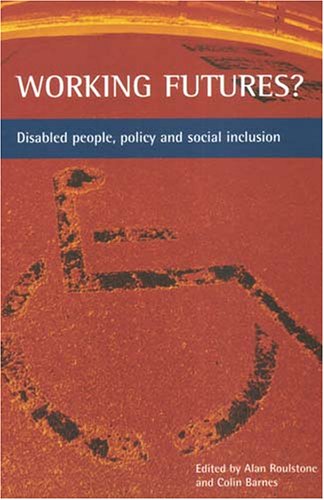 WORKING FUTURES?
Disabled people, policy and social inclusion
Edited by Alan Roulstone
and Colin Barnes